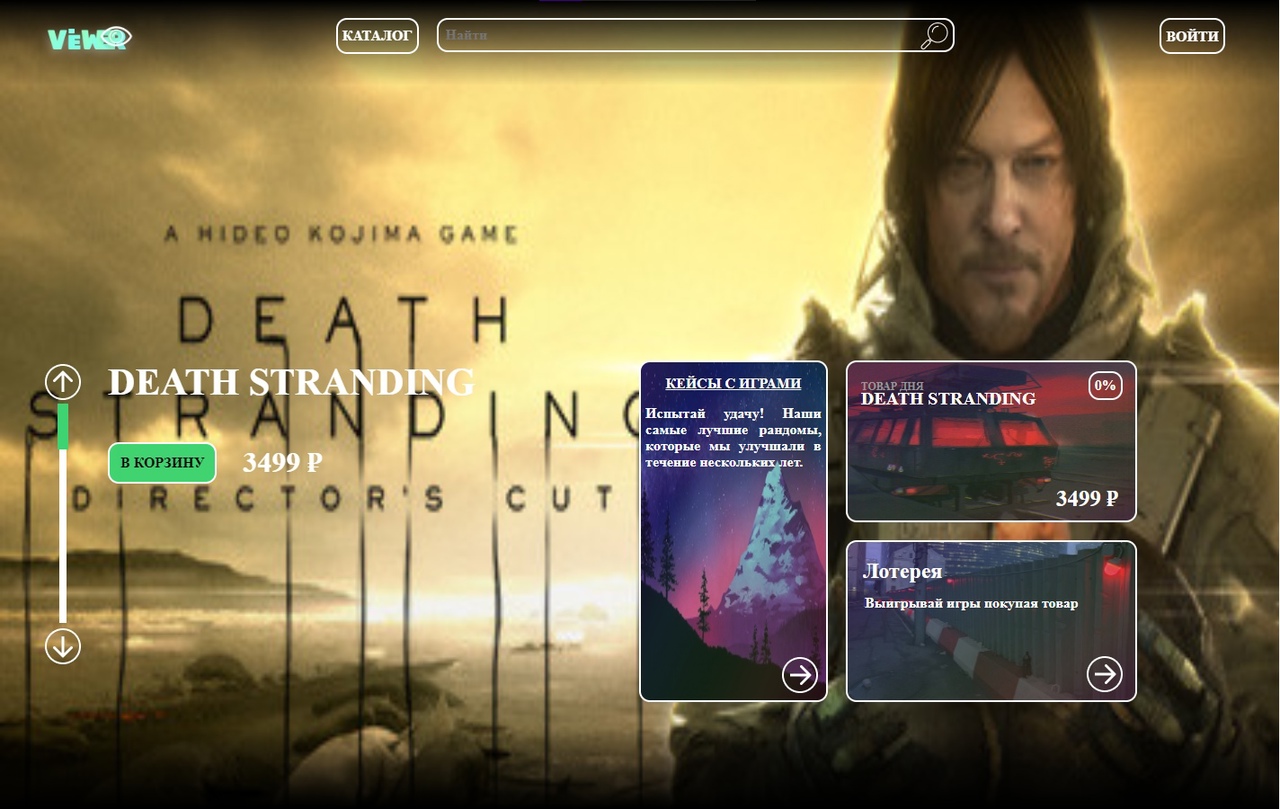 ViEWER
КАТАЛОГ
Найти
ВОЙТИ
A HIDEO KOJIMA GAME
DEATH
STRANDING
DIRECTOR'S CUT
DEATH STRANDING
В КОРЗИНУ
3499 ₽
КЕЙСЫ С ИГРАМИ
Испытай удачу! Наши
самые лучшие рандомы,
которые мы улучшали в
течение нескольких лет.
ТОВАР ДНЯ
DEATH STRANDING
0%
3499 ₽
Лотерея
Выигрывай игры покупая товар